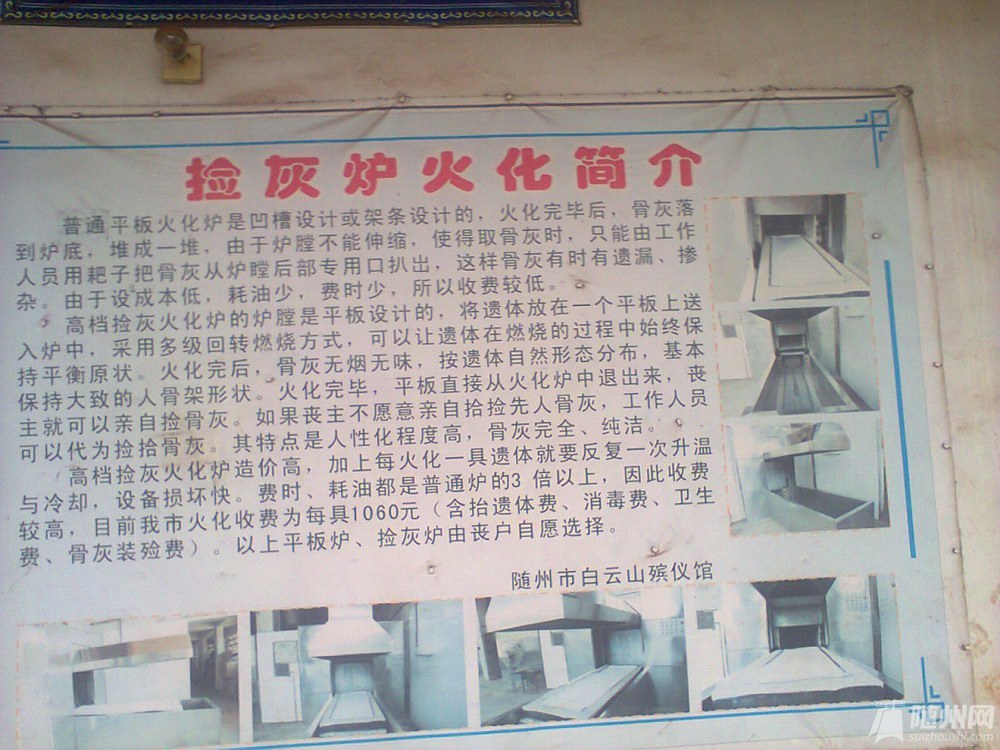 捡灰炉火化简介
普通平板火化炉是凹槽设计或架条设计的，火化完毕后，骨灰落
到炉底，堆成一堆，由于炉膛不能伸缩，使得取骨灰时，只能由工作
人员用耙子把骨灰从炉瞠后部专用口扒出，这样骨灰有时有遗漏、掺
杂。由于设成本低，耗油少，费时少，所以收费较低。
高档捡灰火化炉的炉膛是平板设计的，将遗体放在一个平板上送
入炉中，采用多级回转燃烧方式，可以让遗体在燃烧的过程中始终保
持平衡原状。火化完后，骨灰无烟无味，按遗体自然形态分布，基本
保持大致的人骨架形状。火化完毕，平板直接从火化炉中退出来，丧
主就可以亲自捡骨灰。如果丧主不愿意亲自拾捡先人骨灰，工作人员
可以代为捡拾骨灰。其特点是人性化程度高，骨灰完全、纯洁。
高档捡灰火化炉造价高，加上每火化一具遗体就要反复一次升温
与冷却，设备损坏快。费时、耗油都是普通炉的3 倍以上，因此收费
较高，目前我市火化收费为每具1060元（含抬遗体费、消毒费、卫生
费、骨灰装殓费）。以上平板炉、捡灰炉由丧户自愿选择。
随州市白云山殡仪馆
随州网
suizhoushi.com